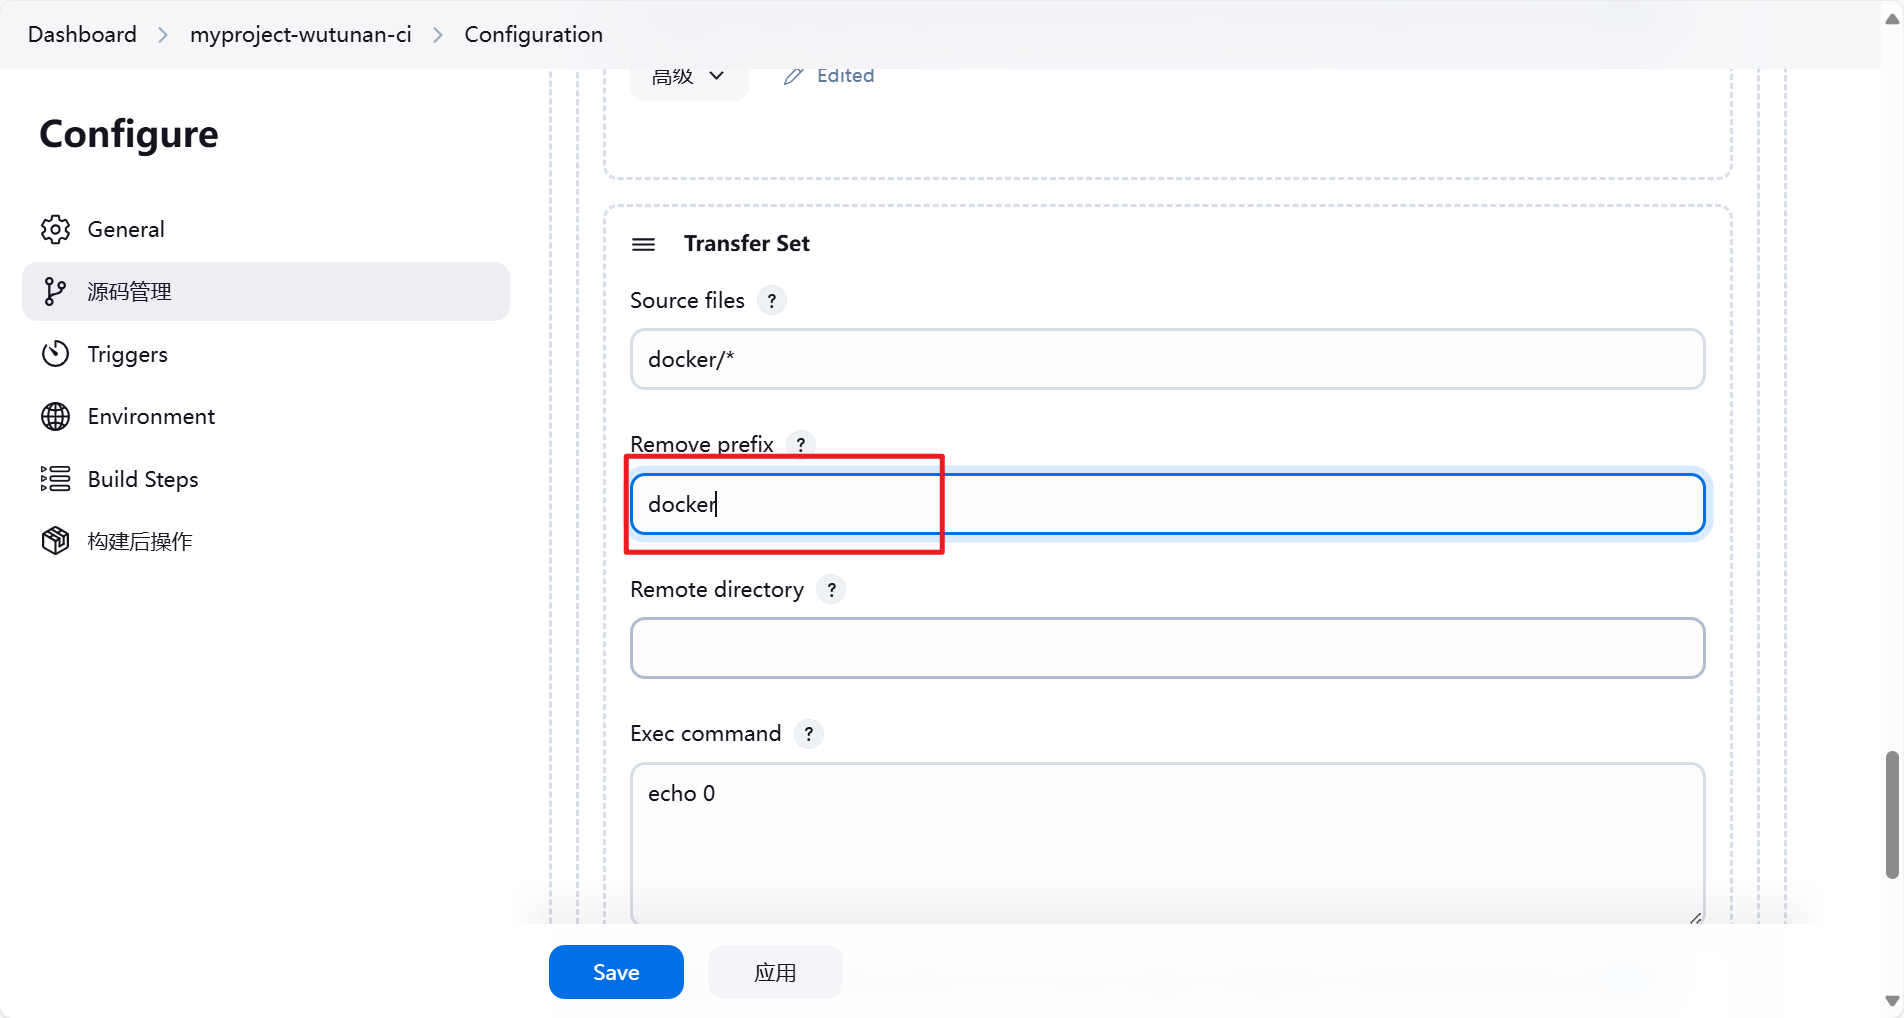 Dashboard > myproject-wutunan-ci > Configuration
Configure
General
源码管理
Triggers
Environment
Build Steps
构建后操作
高级
Edited
Transfer Set
Source files ?
docker/*
Remove prefix ?
docker
Remote directory ?
Exec command ?
echo 0
Save
应用